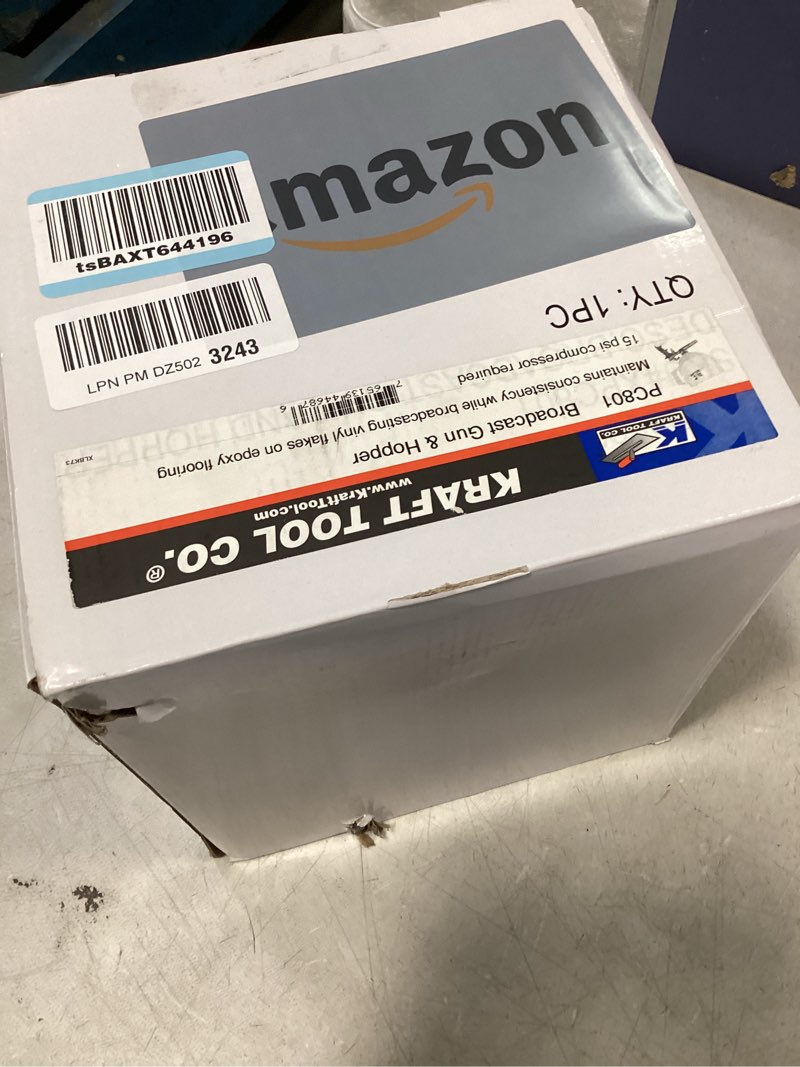 amazon
tsBAXT644196
LPN PM DZ502 3243
QTY: 1PC
KRAFT TOOL CO.®
www.KraftTool.com
KRAFT TOOL CO.
PC801 Broadcast Gun & Hopper
Maintains consistency while broadcasting vinyl flakes on epoxy flooring
15 psi compressor required
XLBK73